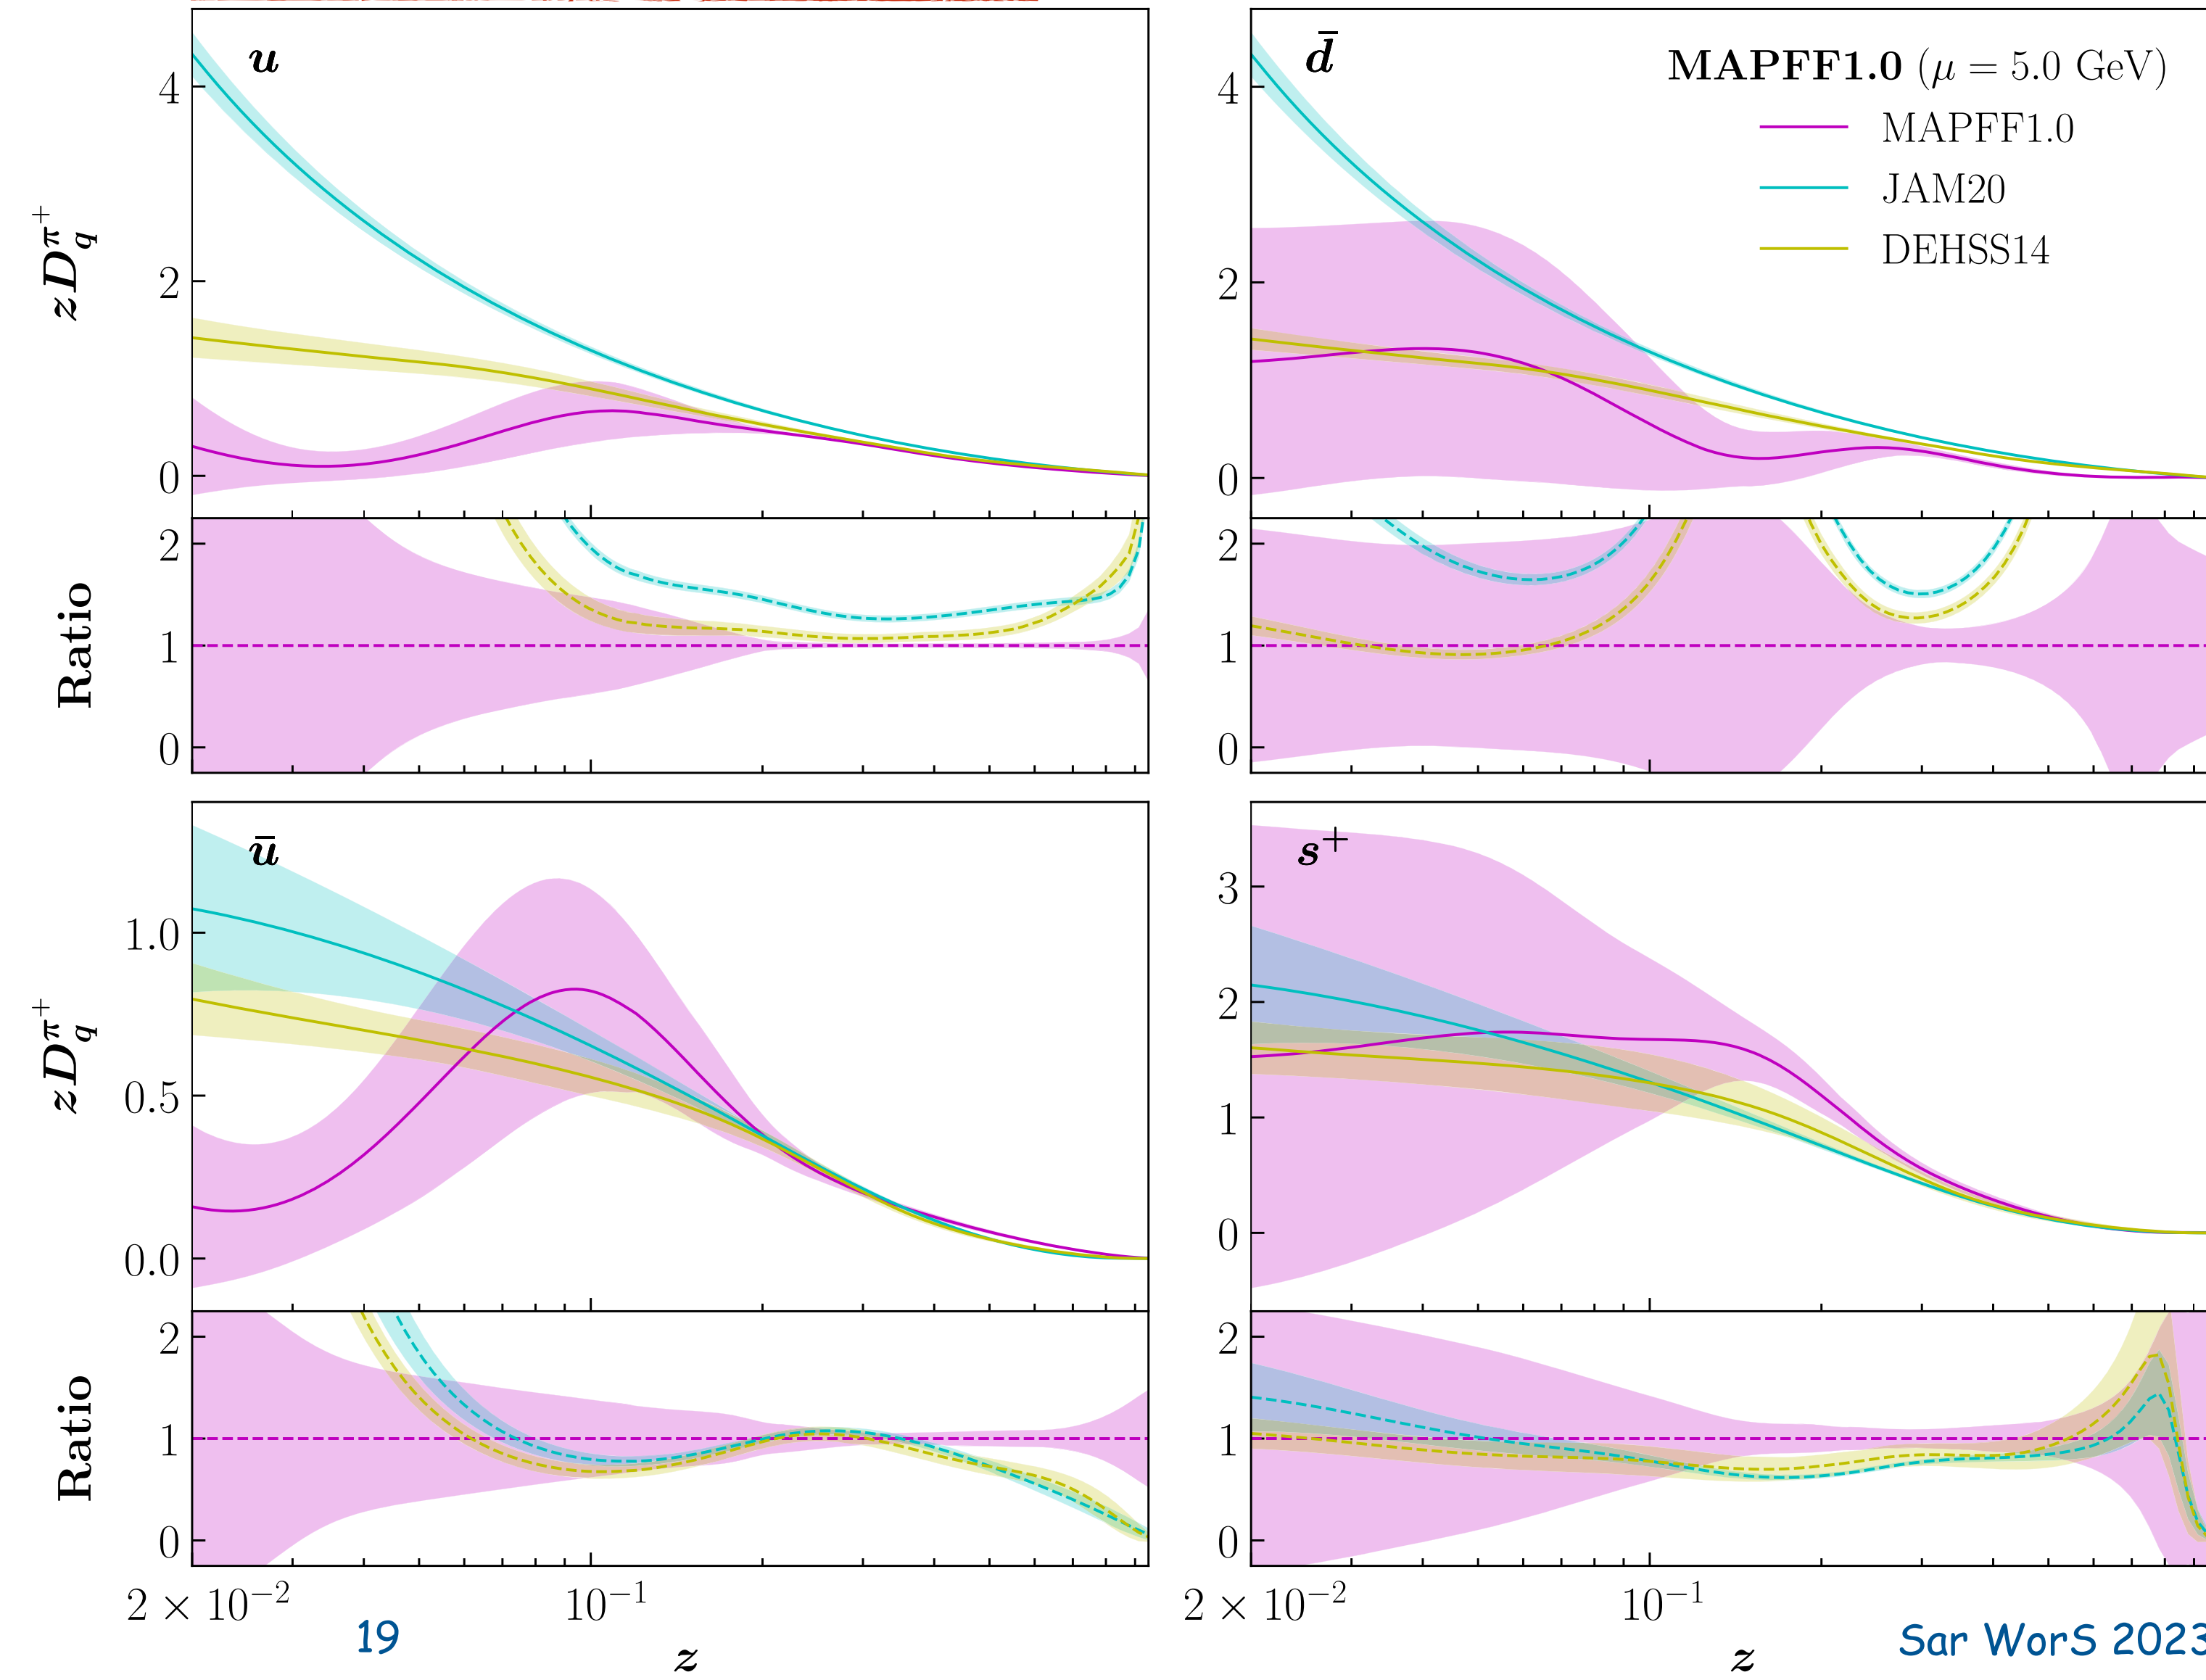 u
4
2
0
zD_q^{π^+}
2
1
0
Ratio
d̄
MAPFF1.0 (μ = 5.0 GeV)
MAPFF1.0
JAM20
DEHSS14
4
2
0
2
1
0
ū
1.0
0.5
0.0
zD_q^{π^+}
2
1
0
Ratio
2 × 10^{−2}
10^{−1}
z
s^+
3
2
1
0
2
1
0
2 × 10^{−2}
10^{−1}
z
19
Sar WorS 2023